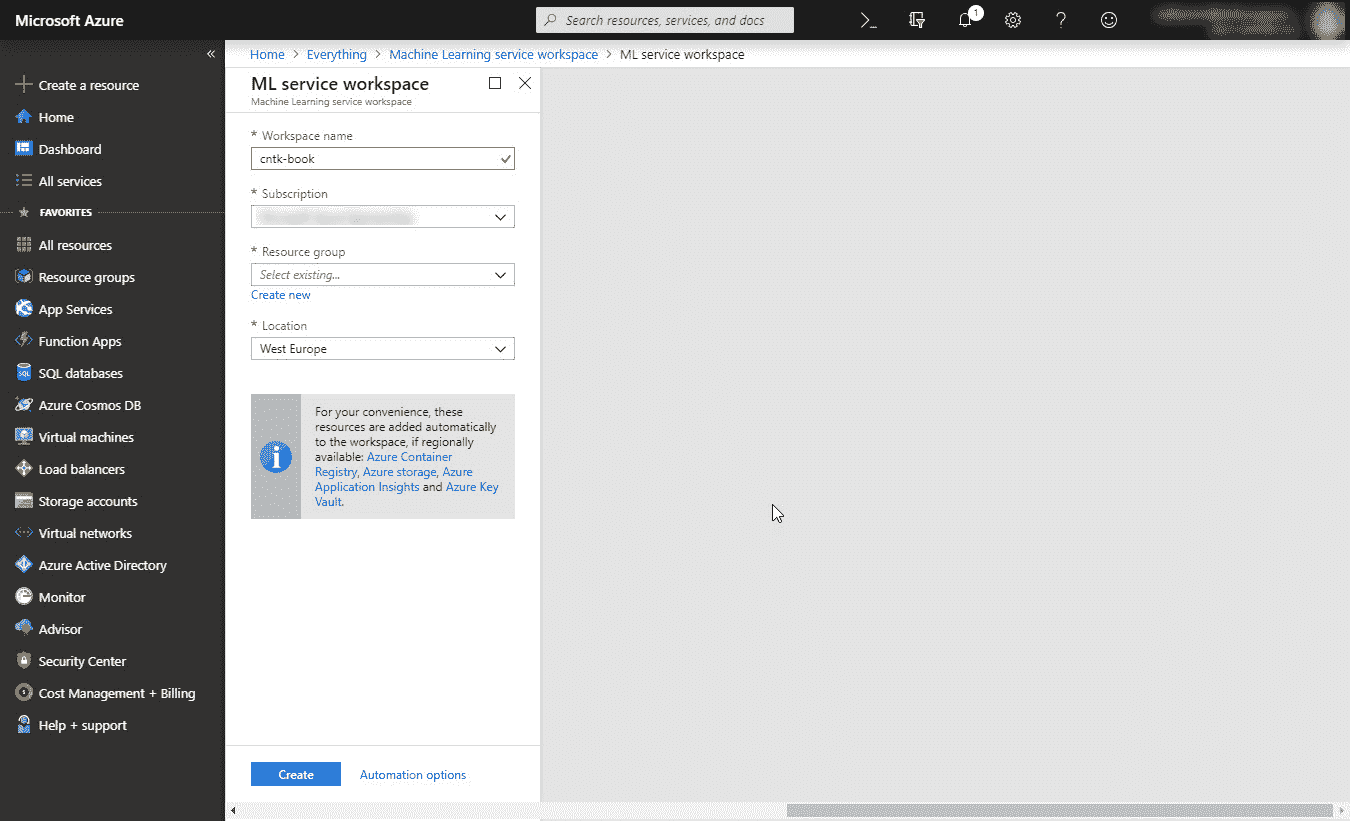 Microsoft Azure
Search resources, services, and docs
1
Home > Everything > Machine Learning service workspace > ML service workspace
Create a resource
Home
Dashboard
All services
FAVORITES
All resources
Resource groups
App Services
Function Apps
SQL databases
Azure Cosmos DB
Virtual machines
Load balancers
Storage accounts
Virtual networks
Azure Active Directory
Monitor
Advisor
Security Center
Cost Management + Billing
Help + support
ML service workspace
Machine Learning service workspace
* Workspace name
cntk-book
* Subscription
* Resource group
Select existing...
Create new
* Location
West Europe
For your convenience, these
resources are added automatically
to the workspace, if regionally
available: Azure Container
Registry, Azure storage, Azure
Application Insights and Azure Key
Vault.
Create
Automation options